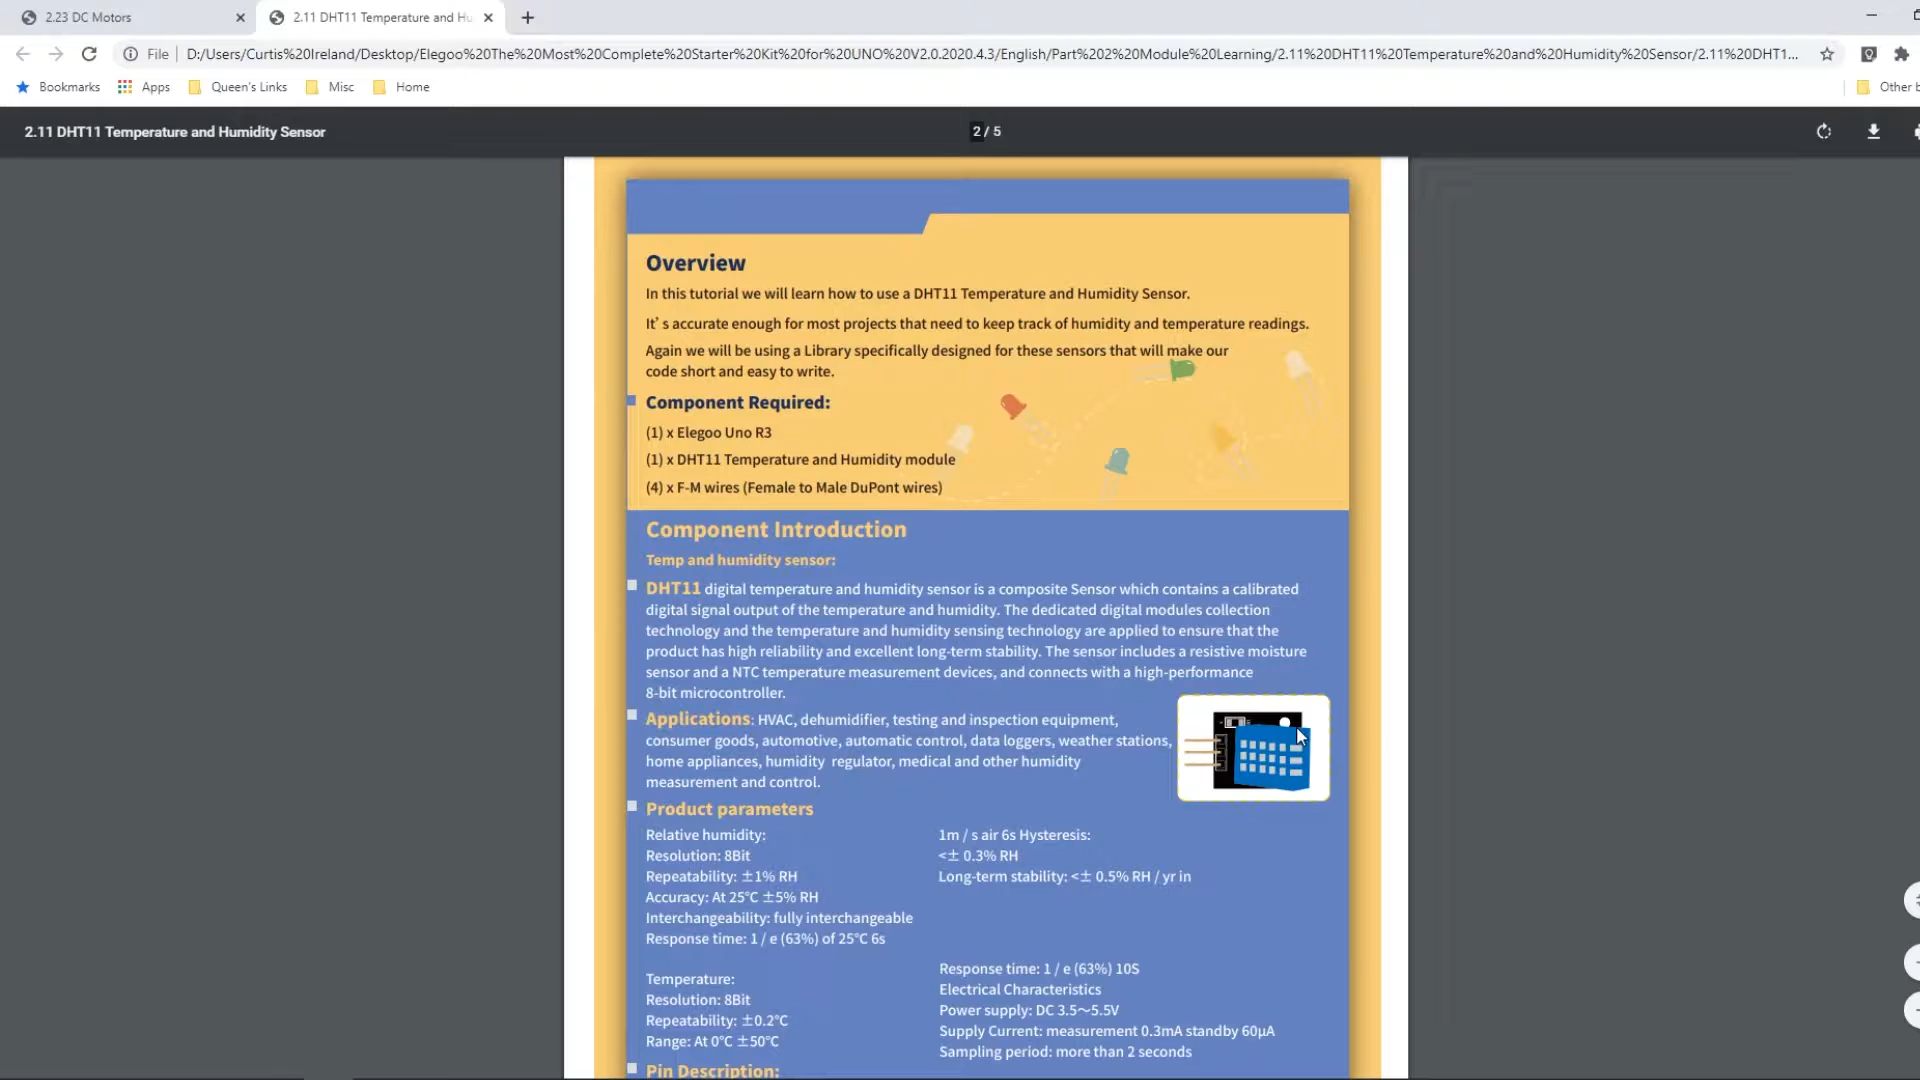 2.23 DC Motors
2.11 DHT11 Temperature and Hu
File
D:/Users/Curtis%20Ireland/Desktop/Elegoo%20The%20Most%20Complete%20Starter%20Kit%20for%20UNO%20V2.0.2020.4.3/English/Part%202%20Module%20Learning/2.11%20DHT11%20Temperature%20and%20Humidity%20Sensor/2.11%20DHT1...
Bookmarks
Apps
Queen's Links
Misc
Home
Other b
2.11 DHT11 Temperature and Humidity Sensor
2 / 5
Overview
In this tutorial we will learn how to use a DHT11 Temperature and Humidity Sensor.
It's accurate enough for most projects that need to keep track of humidity and temperature readings.
Again we will be using a Library specifically designed for these sensors that will make our
code short and easy to write.
Component Required:
(1) x Elegoo Uno R3
(1) x DHT11 Temperature and Humidity module
(4) x F-M wires (Female to Male DuPont wires)
Component Introduction
Temp and humidity sensor:
DHT11 digital temperature and humidity sensor is a composite Sensor which contains a calibrated
digital signal output of the temperature and humidity. The dedicated digital modules collection
technology and the temperature and humidity sensing technology are applied to ensure that the
product has high reliability and excellent long-term stability. The sensor includes a resistive moisture
sensor and a NTC temperature measurement devices, and connects with a high-performance
8-bit microcontroller.
Applications: HVAC, dehumidifier, testing and inspection equipment,
consumer goods, automotive, automatic control, data loggers, weather stations,
home appliances, humidity regulator, medical and other humidity
measurement and control.
Product parameters
Relative humidity:
Resolution: 8Bit
Repeatability: ±1% RH
Accuracy: At 25℃ ±5% RH
Interchangeability: fully interchangeable
Response time: 1 / e (63%) of 25℃ 6s
1m / s air 6s Hysteresis:
<± 0.3% RH
Long-term stability: <± 0.5% RH / yr in
Temperature:
Resolution: 8Bit
Repeatability: ±0.2℃
Range: At 0℃ ±50℃
Response time: 1 / e (63%) 10S
Electrical Characteristics
Power supply: DC 3.5～5.5V
Supply Current: measurement 0.3mA standby 60μA
Sampling period: more than 2 seconds
Pin Description: